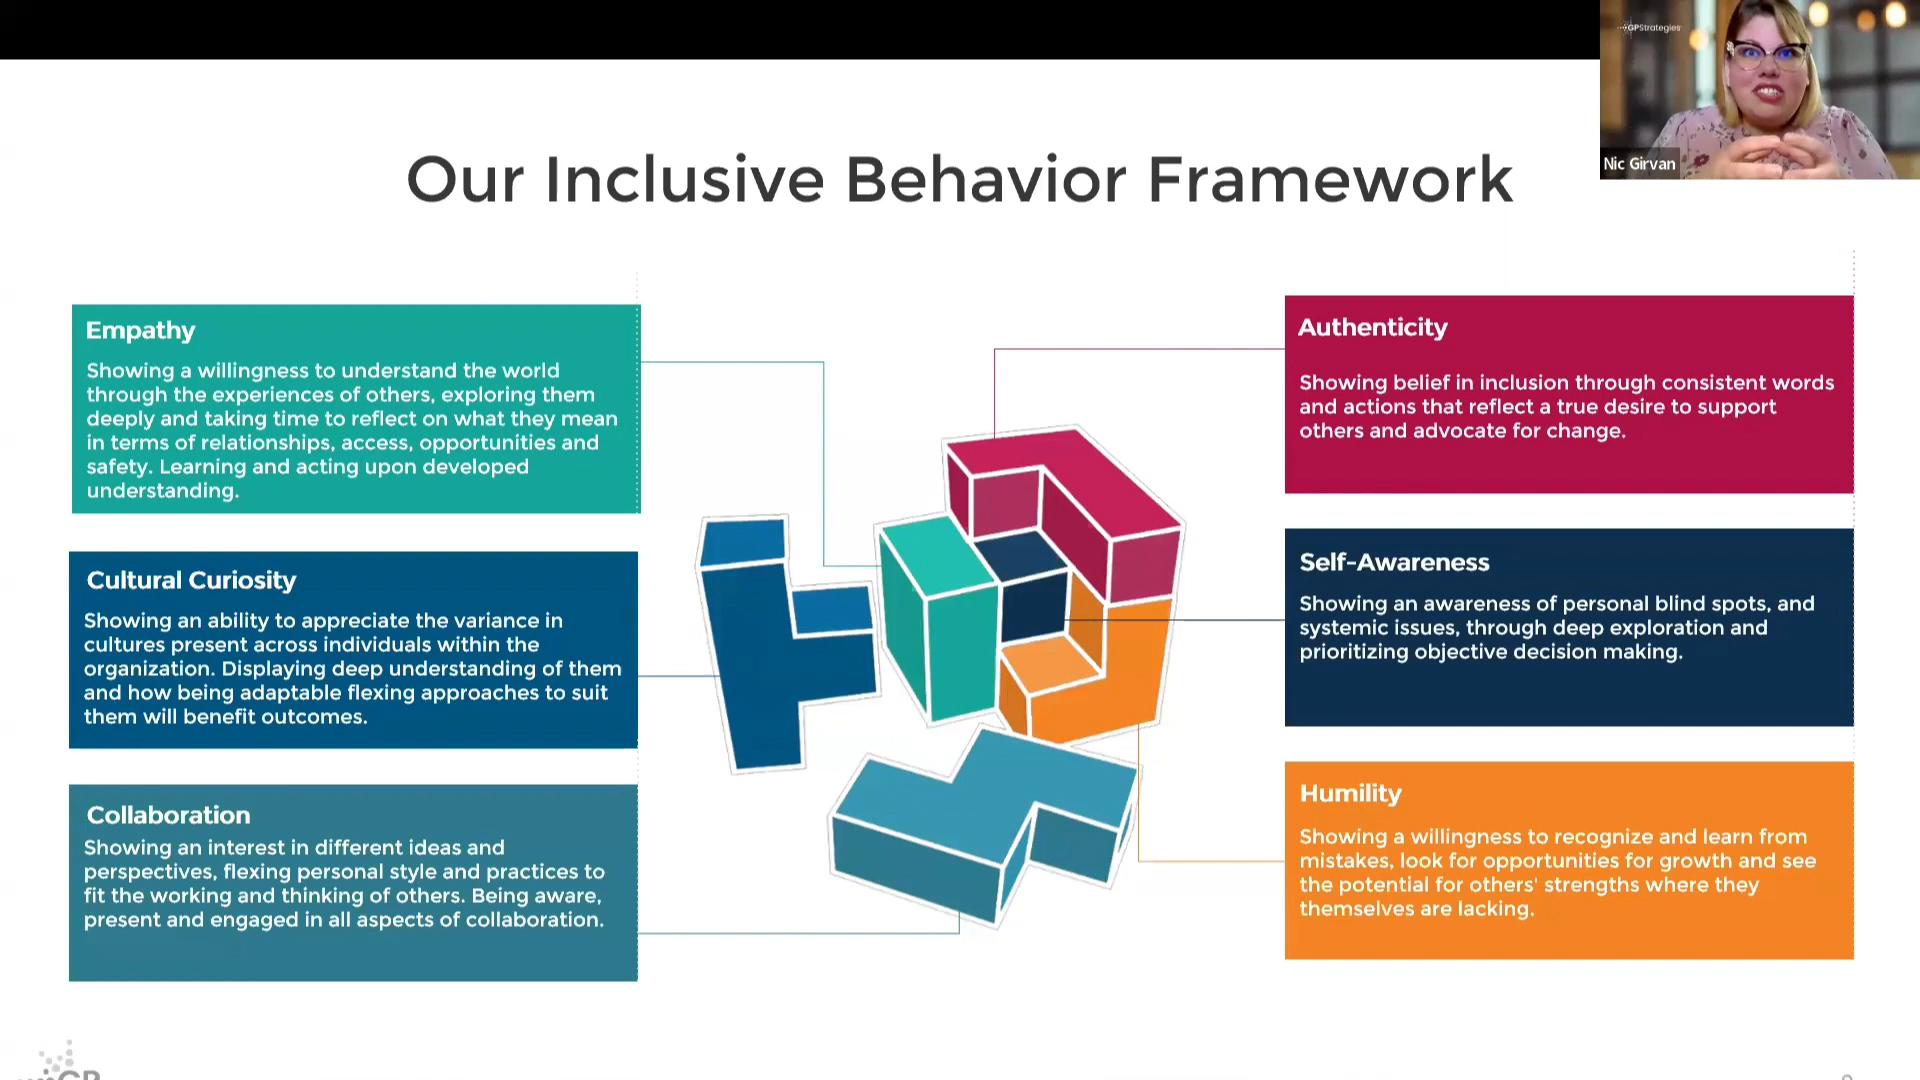 GPStrategies
Nic Girvan
Our Inclusive Behavior Framework
Empathy
Showing a willingness to understand the world
through the experiences of others, exploring them
deeply and taking time to reflect on what they mean
in terms of relationships, access, opportunities and
safety. Learning and acting upon developed
understanding.
Cultural Curiosity
Showing an ability to appreciate the variance in
cultures present across individuals within the
organization. Displaying deep understanding of them
and how being adaptable flexing approaches to suit
them will benefit outcomes.
Collaboration
Showing an interest in different ideas and
perspectives, flexing personal style and practices to
fit the working and thinking of others. Being aware,
present and engaged in all aspects of collaboration.
Authenticity
Showing belief in inclusion through consistent words
and actions that reflect a true desire to support
others and advocate for change.
Self-Awareness
Showing an awareness of personal blind spots, and
systemic issues, through deep exploration and
prioritizing objective decision making.
Humility
Showing a willingness to recognize and learn from
mistakes, look for opportunities for growth and see
the potential for others' strengths where they
themselves are lacking.
GP